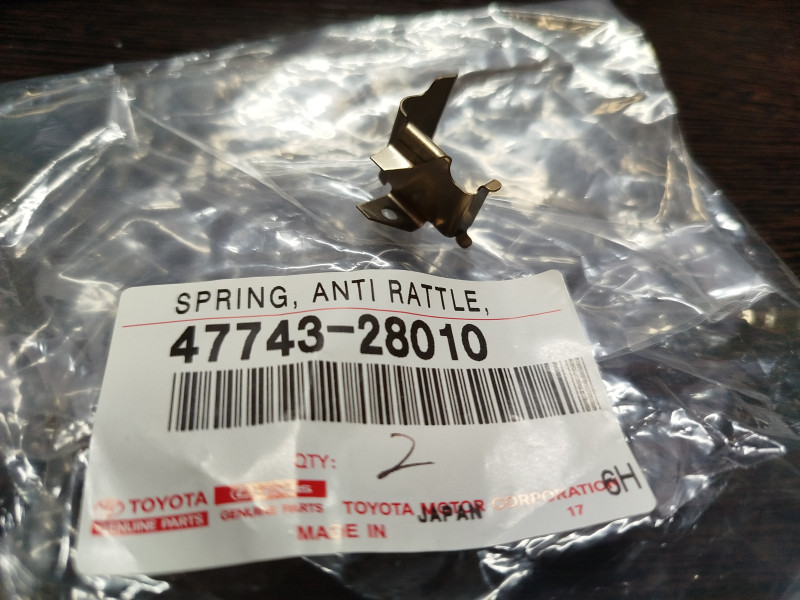 SPRING, ANTI RATTLE,
47743-28010
QTY: 2
6H
TOYOTA
GENUINE PARTS
GENUINE PARTS
TOYOTA MOTOR CORPORATION
17
MADE IN JAPAN